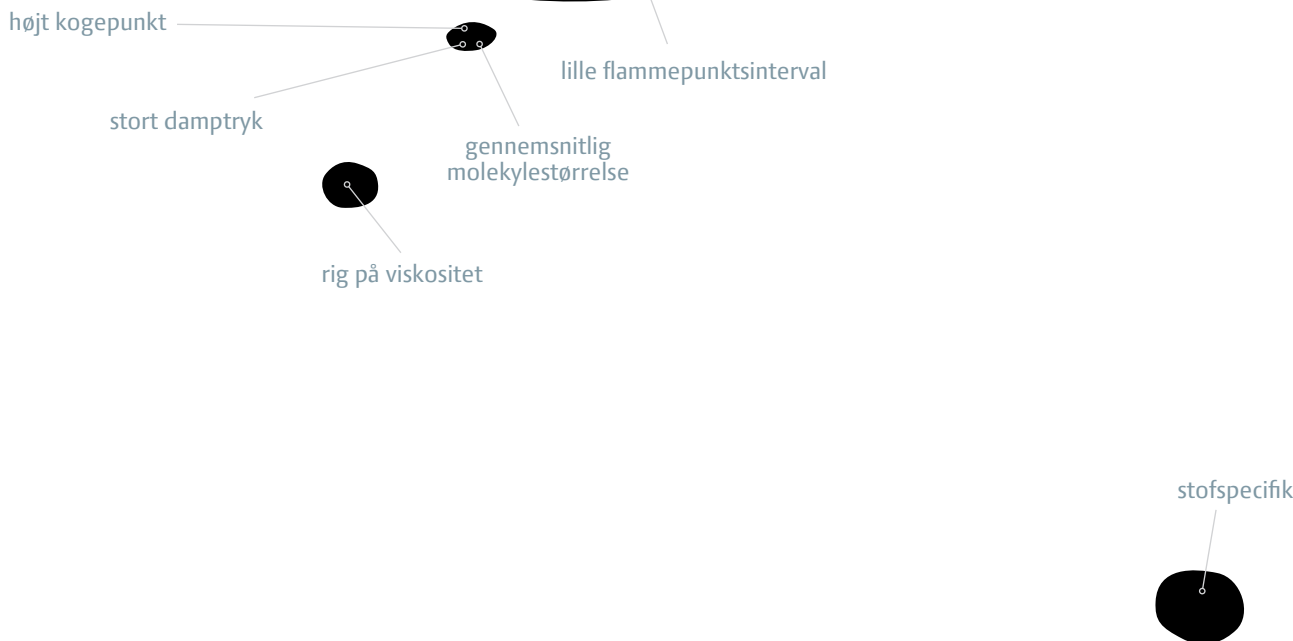 højt kogepunkt
lille flammepunktsinterval
stort damptryk
gennemsnitlig
molekylestørrelse
rig på viskositet
stofspecifik